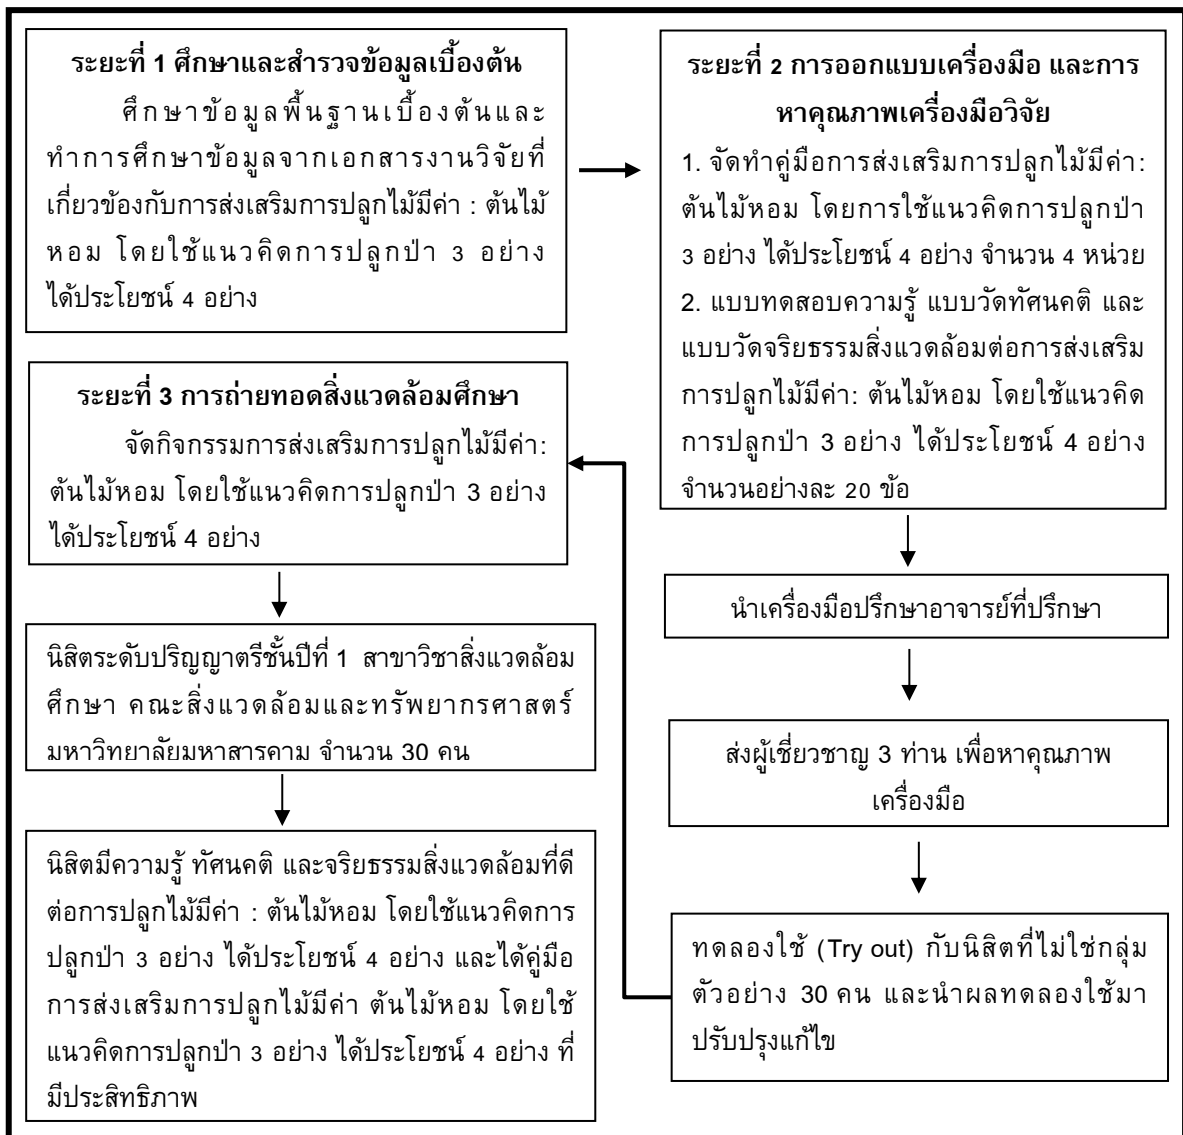 ระยะที่ 1 ศึกษาและสำรวจข้อมูลเบื้องต้น
ศึกษาข้อมูลพื้นฐานเบื้องต้นและ
ทำการศึกษาข้อมูลจากเอกสารงานวิจัยที่
เกี่ยวข้องกับการส่งเสริมการปลูกไม้มีค่า : ต้นไม้
หอม โดยใช้แนวคิดการปลูกป่า 3 อย่าง
ได้ประโยชน์ 4 อย่าง
ระยะที่ 2 การออกแบบเครื่องมือ และการ
หาคุณภาพเครื่องมือวิจัย
1. จัดทำคู่มือการส่งเสริมการปลูกไม้มีค่า:
ต้นไม้หอม โดยการใช้แนวคิดการปลูกป่า
3 อย่าง ได้ประโยชน์ 4 อย่าง จำนวน 4 หน่วย
2. แบบทดสอบความรู้ แบบวัดทัศนคติ และ
แบบวัดจริยธรรมสิ่งแวดล้อมต่อการส่งเสริม
การปลูกไม้มีค่า: ต้นไม้หอม โดยใช้แนวคิด
การปลูกป่า 3 อย่าง ได้ประโยชน์ 4 อย่าง
จำนวนอย่างละ 20 ข้อ
นำเครื่องมือปรึกษาอาจารย์ที่ปรึกษา
ส่งผู้เชี่ยวชาญ 3 ท่าน เพื่อหาคุณภาพ
เครื่องมือ
ทดลองใช้ (Try out) กับนิสิตที่ไม่ใช่กลุ่ม
ตัวอย่าง 30 คน และนำผลทดลองใช้มา
ปรับปรุงแก้ไข
ระยะที่ 3 การถ่ายทอดสิ่งแวดล้อมศึกษา
จัดกิจกรรมการส่งเสริมการปลูกไม้มีค่า:
ต้นไม้หอม โดยใช้แนวคิดการปลูกป่า 3 อย่าง
ได้ประโยชน์ 4 อย่าง
นิสิตระดับปริญญาตรีชั้นปีที่ 1 สาขาวิชาสิ่งแวดล้อม
ศึกษา คณะสิ่งแวดล้อมและทรัพยากรศาสตร์
มหาวิทยาลัยมหาสารคาม จำนวน 30 คน
นิสิตมีความรู้ ทัศนคติ และจริยธรรมสิ่งแวดล้อมที่ดี
ต่อการปลูกไม้มีค่า : ต้นไม้หอม โดยใช้แนวคิดการ
ปลูกป่า 3 อย่าง ได้ประโยชน์ 4 อย่าง และได้คู่มือ
การส่งเสริมการปลูกไม้มีค่า ต้นไม้หอม โดยใช้
แนวคิดการปลูกป่า 3 อย่าง ได้ประโยชน์ 4 อย่าง ที่
มีประสิทธิภาพ